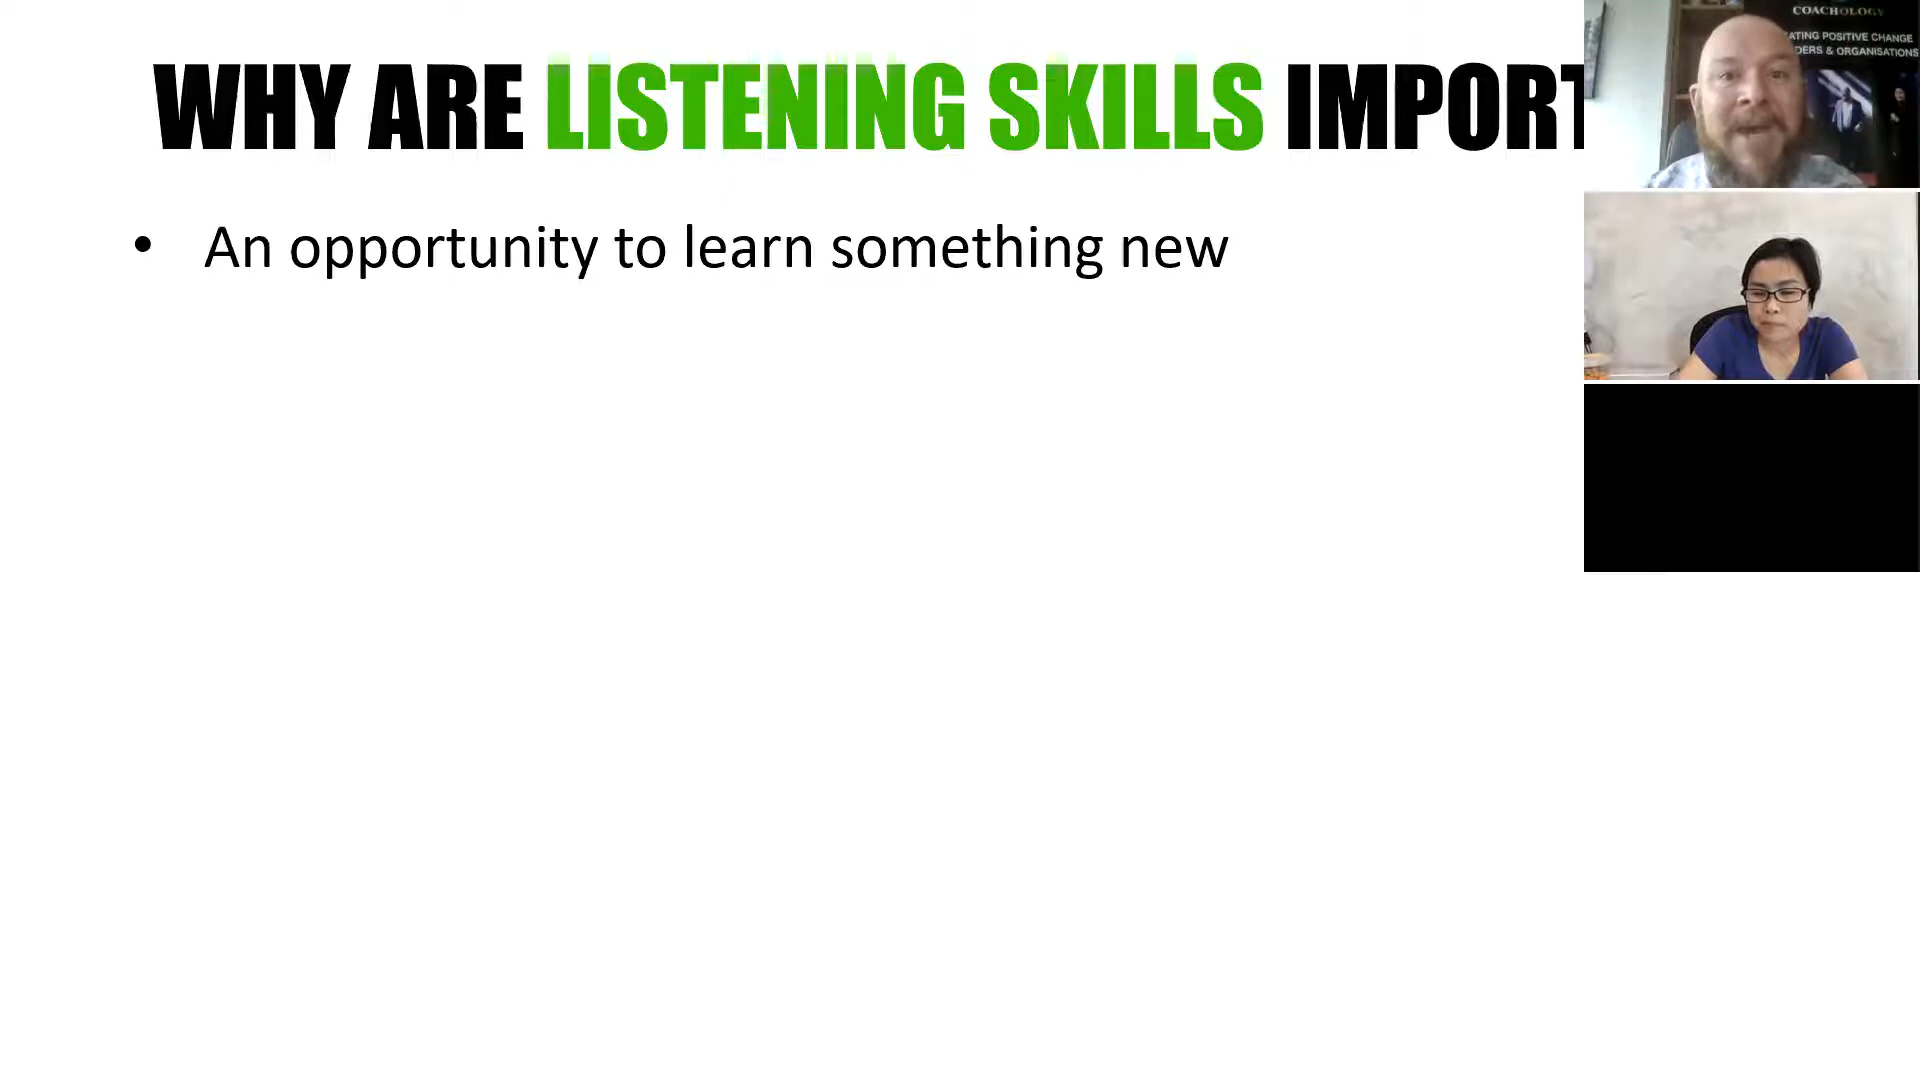 WHY ARE LISTENING SKILLS IMPORT
• An opportunity to learn something new
COACHOLOGY
ATING POSITIVE CHANGE
DERS & ORGANISATIONS